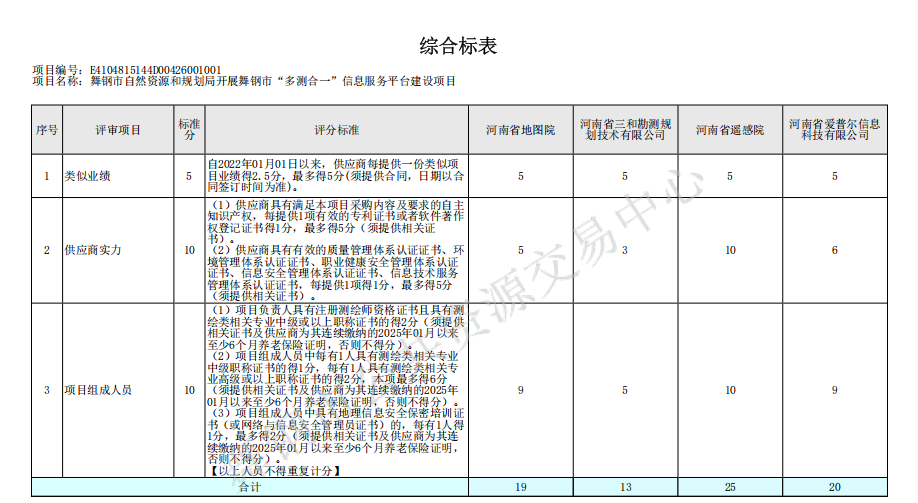 综合标表
项目编号: E4104815144D00426001001
项目名称: 舞钢市自然资源和规划局开展舞钢市“多测合一”信息服务平台建设项目
序号 评审项目 标准分 评分标准 河南省地图院 河南省三和勘测规划技术有限公司 河南省遥感院 河南省爱普尔信息科技有限公司
1 类似业绩 5
自2022年01月01日以来，供应商每提供一份类似项
目业绩得2.5分，最多得5分(须提供合同，日期以合
同签订时间为准)。
5 5 5 5
2 供应商实力 10
（1）供应商具有满足本项目采购内容及要求的自主
知识产权，每提供1项有效的专利证书或者软件著作
权登记证书得1分，最多得5分（须提供相关证
书）。
（2）供应商具有有效的质量管理体系认证证书、环
境管理体系认证证书、职业健康安全管理体系认证
证书、信息安全管理体系认证证书、信息技术服务
管理体系认证证书，每提供1项得1分，最多得5分
（须提供相关证书）。
5 3 10 6
3 项目组成人员 10
（1）项目负责人具有注册测绘师资格证书且具有测
绘类相关专业中级或以上职称证书的得2分（须提供
相关证书及供应商为其连续缴纳的2025年01月以来
至少6个月养老保险证明，否则不得分）。
（2）项目组成人员中每有1人具有测绘类相关专业
中级职称证书的得1分，每有1人具有测绘类相关专
业高级或以上职称证书的得2分，本项最多得6分
（须提供相关证书及供应商为其连续缴纳的2025年
01月以来至少6个月养老保险证明，否则不得分）。
（3）项目组成人员中具有地理信息安全保密培训证
书（或网络与信息安全管理员证书）的，每有1人得
1分，最多得2分（须提供相关证书及供应商为其连
续缴纳的2025年01月以来至少6个月养老保险证明，
否则不得分）。
【以上人员不得重复计分】
9 5 10 9
合计 19 13 25 20
资源交易中心